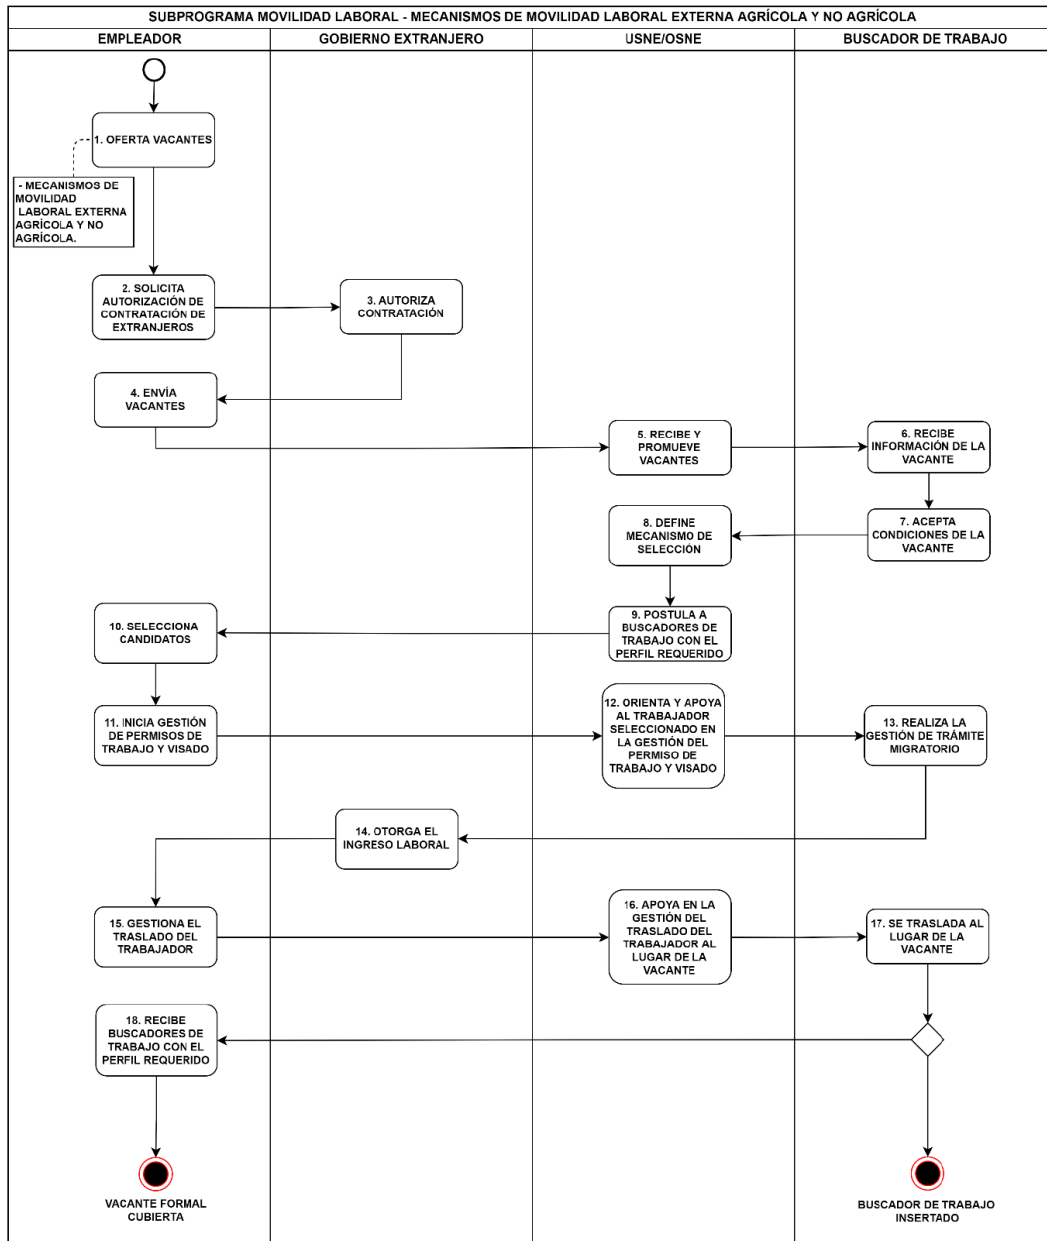 SUBPROGRAMA MOVILIDAD LABORAL - MECANISMOS DE MOVILIDAD LABORAL EXTERNA AGRÍCOLA Y NO AGRÍCOLA
EMPLEADOR
GOBIERNO EXTRANJERO
USNE/OSNE
BUSCADOR DE TRABAJO
1. OFERTA VACANTES
- MECANISMOS DE
MOVILIDAD
LABORAL EXTERNA
AGRÍCOLA Y NO
AGRÍCOLA.
2. SOLICITA
AUTORIZACIÓN DE
CONTRATACIÓN DE
EXTRANJEROS
3. AUTORIZA
CONTRATACIÓN
4. ENVÍA
VACANTES
5. RECIBE Y
PROMUEVE
VACANTES
6. RECIBE
INFORMACIÓN DE LA
VACANTE
7. ACEPTA
CONDICIONES DE LA
VACANTE
8. DEFINE
MECANISMO DE
SELECCIÓN
9. POSTULA A
BUSCADORES DE
TRABAJO CON EL
PERFIL REQUERIDO
10. SELECCIONA
CANDIDATOS
11. INICIA GESTIÓN
DE PERMISOS DE
TRABAJO Y VISADO
12. ORIENTA Y APOYA
AL TRABAJADOR
SELECCIONADO EN
LA GESTIÓN DEL
PERMISO DE
TRABAJO Y VISADO
13. REALIZA LA
GESTIÓN DE TRÁMITE
MIGRATORIO
14. OTORGA EL
INGRESO LABORAL
15. GESTIONA EL
TRASLADO DEL
TRABAJADOR
16. APOYA EN LA
GESTIÓN DEL
TRASLADO DEL
TRABAJADOR AL
LUGAR DE LA
VACANTE
17. SE TRASLADA AL
LUGAR DE LA
VACANTE
18. RECIBE
BUSCADORES DE
TRABAJO CON EL
PERFIL REQUERIDO
VACANTE FORMAL
CUBIERTA
BUSCADOR DE TRABAJO
INSERTADO